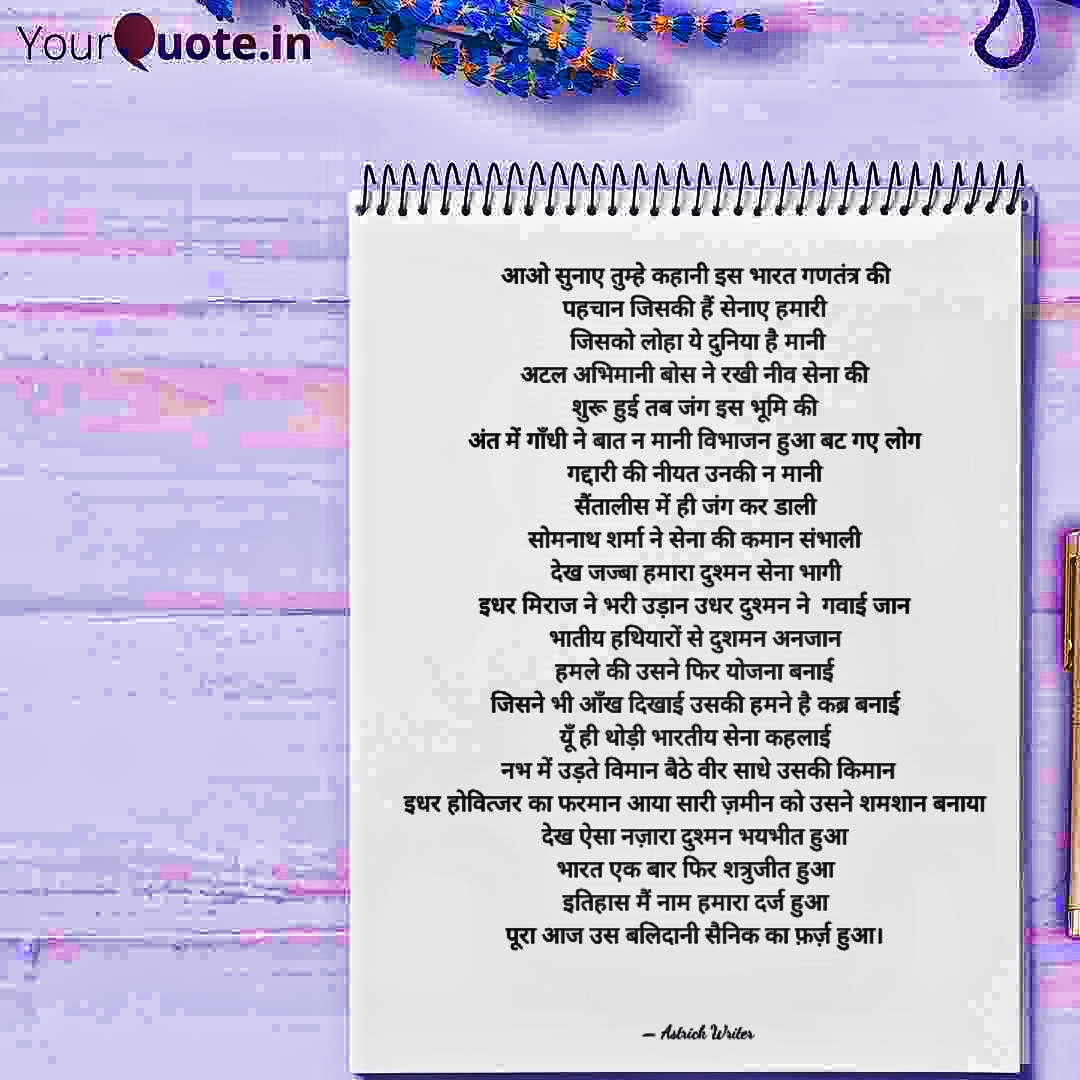 YourQuote.in
आओ सुनाए तुम्हे कहानी इस भारत गणतंत्र की
पहचान जिसकी हैं सेनाए हमारी
जिसको लोहा ये दुनिया है मानी
अटल अभिमानी बोस ने रखी नीव सेना की
शुरू हुई तब जंग इस भूमि की
अंत में गाँधी ने बात न मानी विभाजन हुआ बट गए लोग
गद्दारी की नीयत उनकी न मानी
सैंतालीस में ही जंग कर डाली
सोमनाथ शर्मा ने सेना की कमान संभाली
देख जज्बा हमारा दुश्मन सेना भागी
इधर मिराज ने भरी उड़ान उधर दुश्मन ने गवाई जान
भातीय हथियारों से दुशमन अनजान
हमले की उसने फिर योजना बनाई
जिसने भी आँख दिखाई उसकी हमने है कब्र बनाई
यूँ ही थोड़ी भारतीय सेना कहलाई
नभ में उड़ते विमान बैठे वीर साधे उसकी किमान
इधर होवित्जर का फरमान आया सारी ज़मीन को उसने शमशान बनाया
देख ऐसा नज़ारा दुश्मन भयभीत हुआ
भारत एक बार फिर शत्रुजीत हुआ
इतिहास मैं नाम हमारा दर्ज हुआ
पूरा आज उस बलिदानी सैनिक का फ़र्ज़ हुआ।
— Astrick Writer